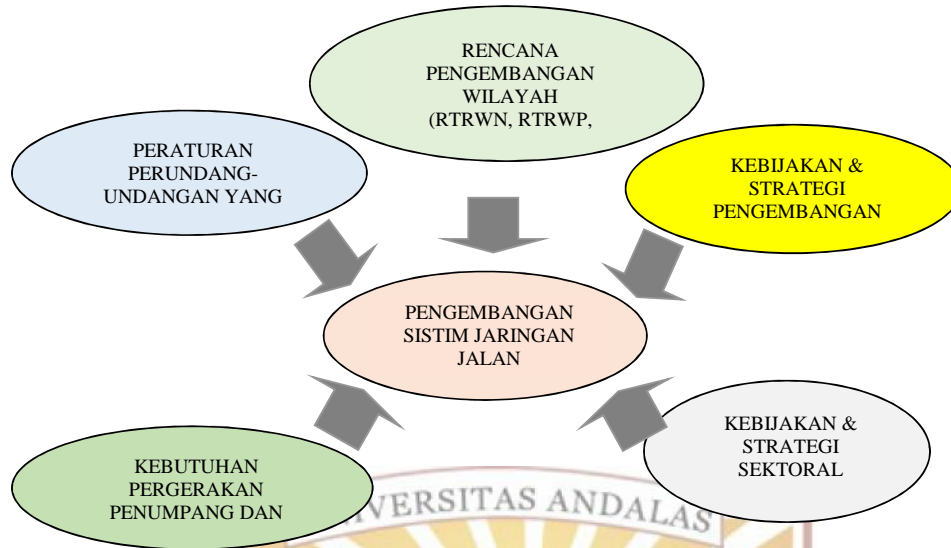 RENCANA
PENGEMBANGAN
WILAYAH
(RTRWN, RTRWP,
PERATURAN
PERUNDANG-
UNDANGAN YANG
KEBIJAKAN &
STRATEGI
PENGEMBANGAN
PENGEMBANGAN
SISTIM JARINGAN
JALAN
KEBUTUHAN
PERGERAKAN
PENUMPANG DAN
KEBIJAKAN &
STRATEGI
SEKTORAL
UNIVERSITAS ANDALAS